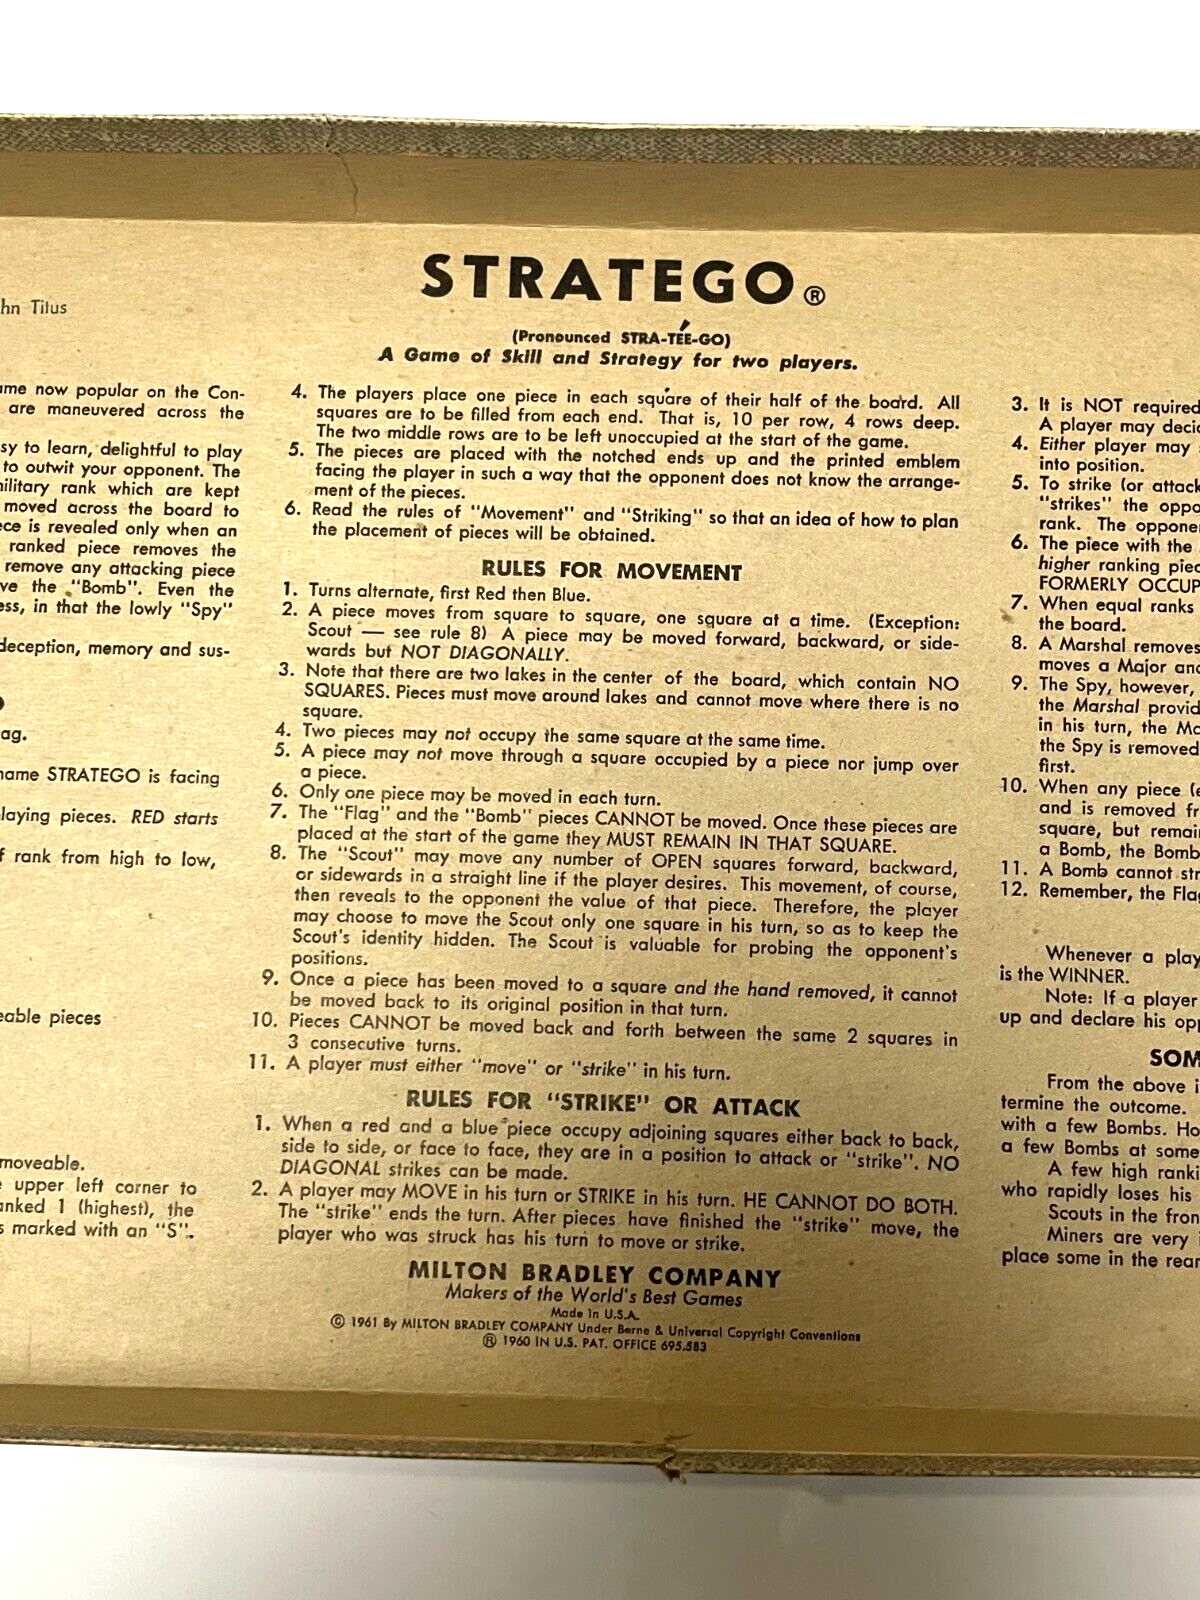 hn Titus
ame now popular on the Con-
are maneuvered across the
sy to learn, delightful to play
to outwit your opponent. The
ilitary rank which are kept
moved across the board to
ce is revealed only when an
ranked piece removes the
remove any attacking piece
ve the "Bomb". Even the
ess, in that the lowly "Spy"
deception, memory and sus-
ag.
name STRATEGO is facing
laying pieces. RED starts
f rank from high to low,
eable pieces
moveable.
e upper left corner to
anked 1 (highest), the
s marked with an "S".
STRATEGO®
(Pronounced STRA-TÉE-GO)
A Game of Skill and Strategy for two players.
4. The players place one piece in each square of their half of the board. All
squares are to be filled from each end. That is, 10 per row, 4 rows deep.
The two middle rows are to be left unoccupied at the start of the game.
5. The pieces are placed with the notched ends up and the printed emblem
facing the player in such a way that the opponent does not know the arrange-
ment of the pieces.
6. Read the rules of "Movement" and "Striking" so that an idea of how to plan
the placement of pieces will be obtained.
RULES FOR MOVEMENT
1. Turns alternate, first Red then Blue.
2. A piece moves from square to square, one square at a time. (Exception:
Scout — see rule 8) A piece may be moved forward, backward, or side-
wards but NOT DIAGONALLY.
3. Note that there are two lakes in the center of the board, which contain NO
SQUARES. Pieces must move around lakes and cannot move where there is no
square.
4. Two pieces may not occupy the same square at the same time.
5. A piece may not move through a square occupied by a piece nor jump over
a piece.
6. Only one piece may be moved in each turn.
7. The "Flag" and the "Bomb" pieces CANNOT be moved. Once these pieces are
placed at the start of the game they MUST REMAIN IN THAT SQUARE.
8. The "Scout" may move any number of OPEN squares forward, backward,
or sidewards in a straight line if the player desires. This movement, of course,
then reveals to the opponent the value of that piece. Therefore, the player
may choose to move the Scout only one square in his turn, so as to keep the
Scout's identity hidden. The Scout is valuable for probing the opponent's
positions.
9. Once a piece has been moved to a square and the hand removed, it cannot
be moved back to its original position in that turn.
10. Pieces CANNOT be moved back and forth between the same 2 squares in
3 consecutive turns.
11. A player must either "move" or "strike" in his turn.
RULES FOR "STRIKE" OR ATTACK
1. When a red and a blue piece occupy adjoining squares either back to back,
side to side, or face to face, they are in a position to attack or "strike". NO
DIAGONAL strikes can be made.
2. A player may MOVE in his turn or STRIKE in his turn. HE CANNOT DO BOTH.
The "strike" ends the turn. After pieces have finished the "strike" move, the
player who was struck has his turn to move or strike.
MILTON BRADLEY COMPANY
Makers of the World's Best Games
Made in U.S.A.
© 1961 By MILTON BRADLEY COMPANY Under Berne & Universal Copyright Conventions
® 1960 IN U.S. PAT. OFFICE 695.583
3. It is NOT required
A player may deci
4. Either player may
into position.
5. To strike (or attack
"strikes" the oppo
rank. The opponen
6. The piece with the
higher ranking piec
FORMERLY OCCUP
7. When equal ranks
the board.
8. A Marshal removes
moves a Major and
9. The Spy, however,
the Marshal provid
in his turn, the Ma
the Spy is removed
first.
10. When any piece (e
and is removed fr
square, but remai
a Bomb, the Bomb
11. A Bomb cannot str
12. Remember, the Flag
Whenever a play
is the WINNER.
Note: If a player
up and declare his opp
SOM
From the above i
termine the outcome.
with a few Bombs. Ho
a few Bombs at some
A few high ranki
who rapidly loses his
Scouts in the fron
Miners are very i
place some in the rear